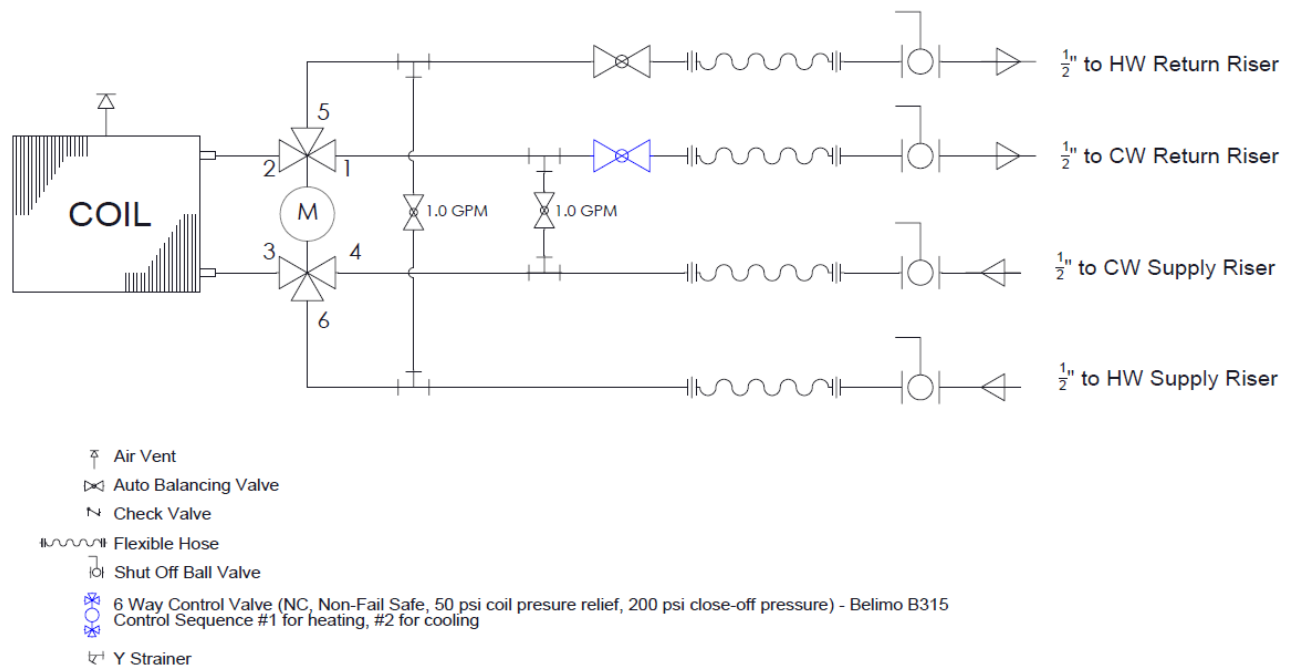 ½" to HW Return Riser
5
COIL
2
1
½" to CW Return Riser
M
1.0 GPM
1.0 GPM
3
4
½" to CW Supply Riser
6
½" to HW Supply Riser
Air Vent
Auto Balancing Valve
Check Valve
Flexible Hose
Shut Off Ball Valve
6 Way Control Valve (NC, Non-Fail Safe, 50 psi coil presure relief, 200 psi close-off pressure) - Belimo B315
Control Sequence #1 for heating, #2 for cooling
Y Strainer